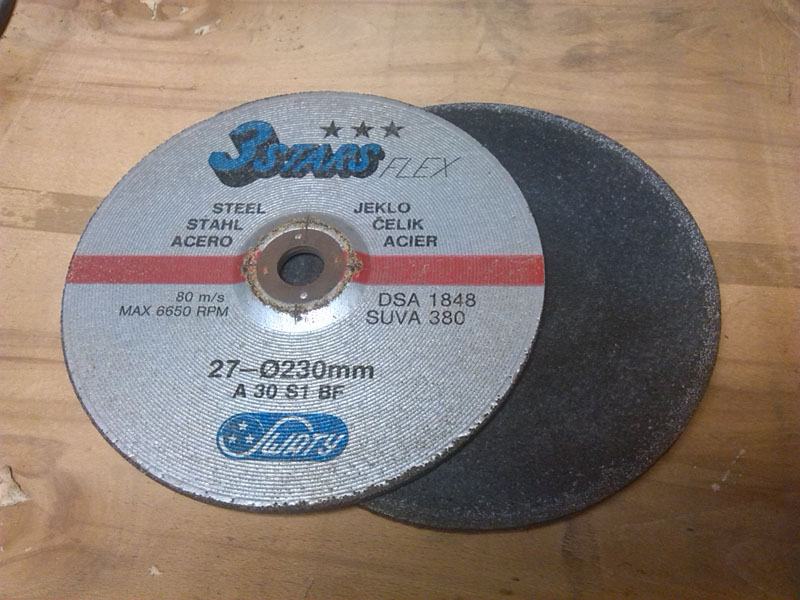 3STARS FLEX
STEEL JEKLO
STAHL ČELIK
ACERO ACIER
80 m/s DSA 1848
MAX 6650 RPM SUVA 380
27-Ø230mm
A 30 S1 BF
SWATY